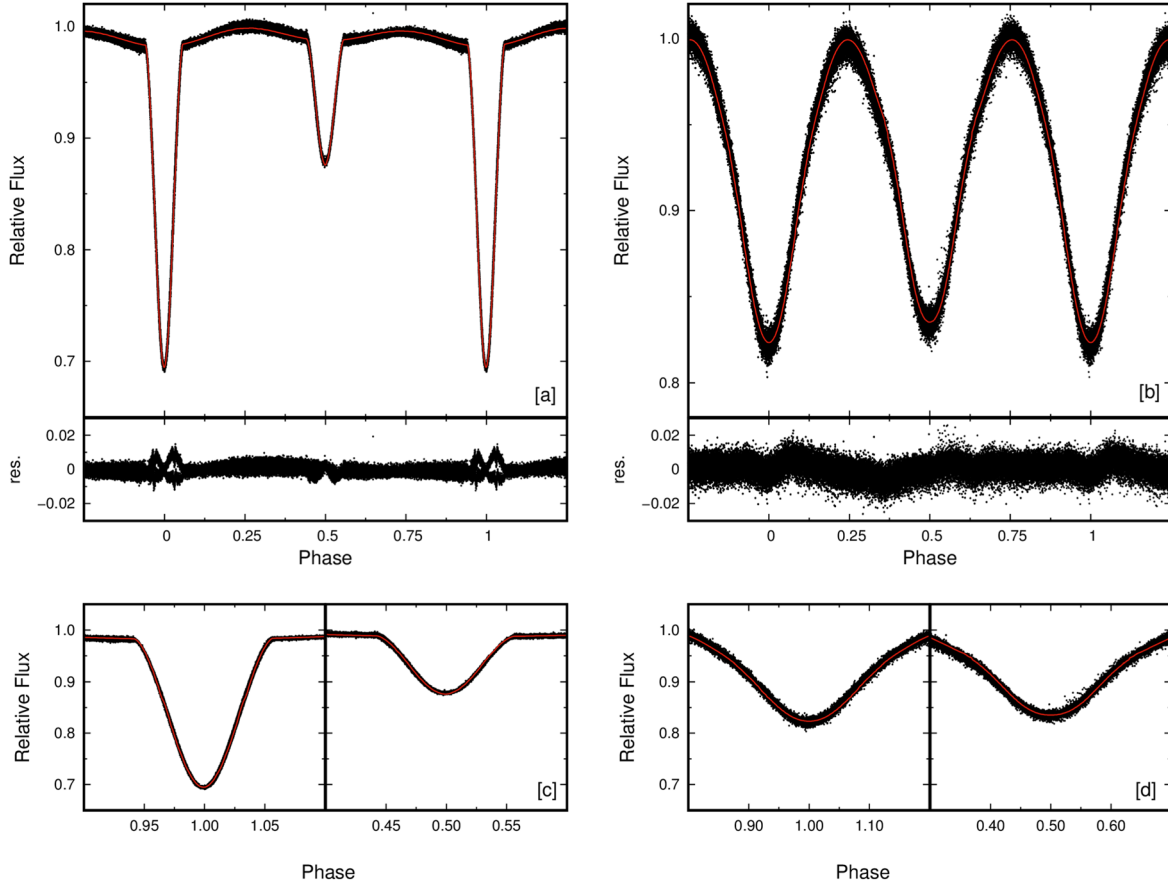 1.0
0.9
0.8
0.7
Relative Flux
[a]
0.02
0
−0.02
res.
0 0.25 0.5 0.75 1
Phase
1.0
0.9
0.8
Relative Flux
[b]
0.02
0
−0.02
res.
0 0.25 0.5 0.75 1
Phase
1.0
0.9
0.8
0.7
Relative Flux
[c]
0.95 1.00 1.05 0.45 0.50 0.55
Phase
1.0
0.9
0.8
0.7
Relative Flux
[d]
0.90 1.00 1.10 0.40 0.50 0.60
Phase